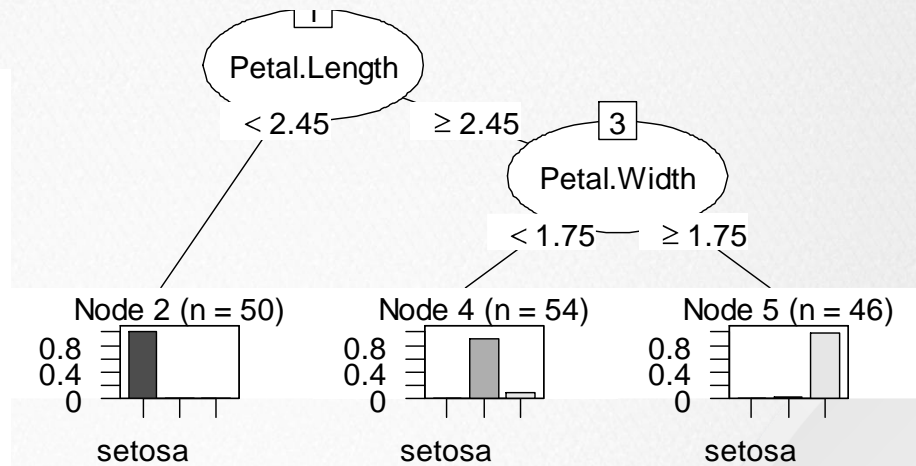 1
Petal.Length
< 2.45 ≥ 2.45
3
Petal.Width
< 1.75 ≥ 1.75
Node 2 (n = 50) Node 4 (n = 54) Node 5 (n = 46)
0.8 0.8 0.8
0.4 0.4 0.4
0 0 0
setosa setosa setosa